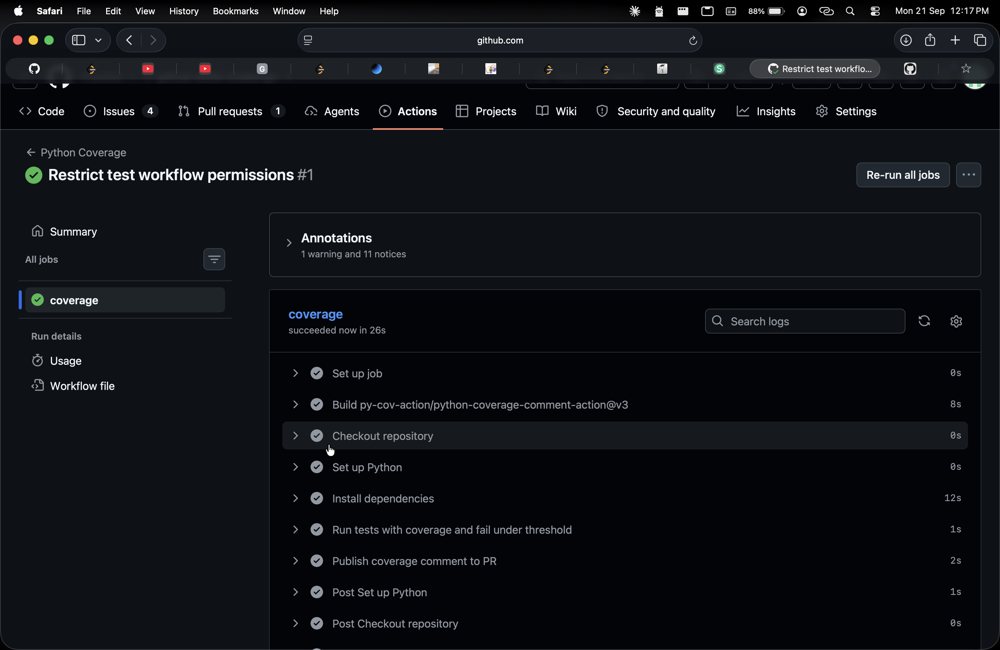 Safari File Edit View History Bookmarks Window Help 88% Mon 21 Sep 12:17 PM
github.com
G S Restrict test workflo...
Code Issues 4 Pull requests 1 Agents Actions Projects Wiki Security and quality Insights Settings
Python Coverage
Restrict test workflow permissions #1
Re-run all jobs
Summary
All jobs
coverage
Run details
Usage
Workflow file
Annotations
1 warning and 11 notices
coverage
succeeded now in 26s
Search logs
Set up job 0s
Build py-cov-action/python-coverage-comment-action@v3 8s
Checkout repository 0s
Set up Python 0s
Install dependencies 12s
Run tests with coverage and fail under threshold 1s
Publish coverage comment to PR 2s
Post Set up Python 1s
Post Checkout repository 0s